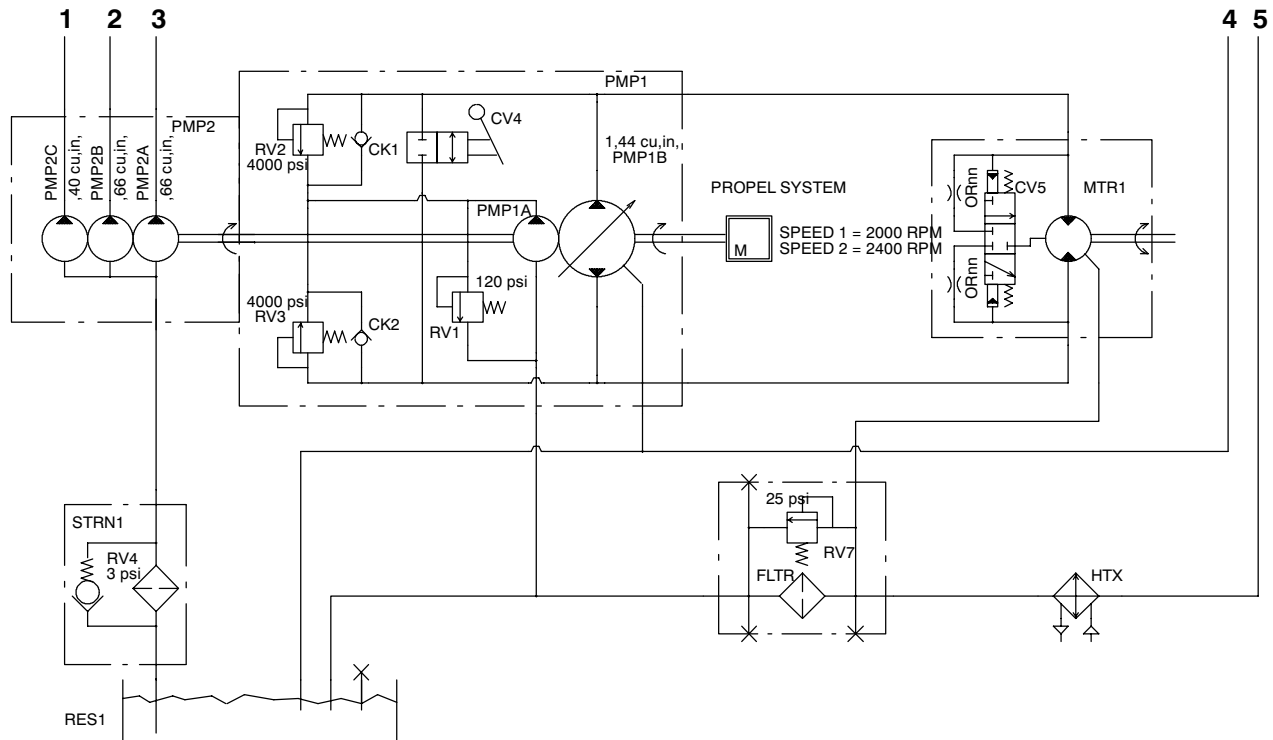 1 2 3 4 5
PMP1
PMP2
PMP2C
,40 cu,in,
PMP2B
,66 cu,in,
PMP2A
,66 cu,in,
RV2
4000 psi
CK1
CV4
1,44 cu,in,
PMP1B
PMP1A
PROPEL SYSTEM
M
SPEED 1 = 2000 RPM
SPEED 2 = 2400 RPM
ORnn
CV5
MTR1
ORnn
4000 psi
RV3
CK2
120 psi
RV1
STRN1
RV4
3 psi
25 psi
RV7
FLTR
HTX
RES1